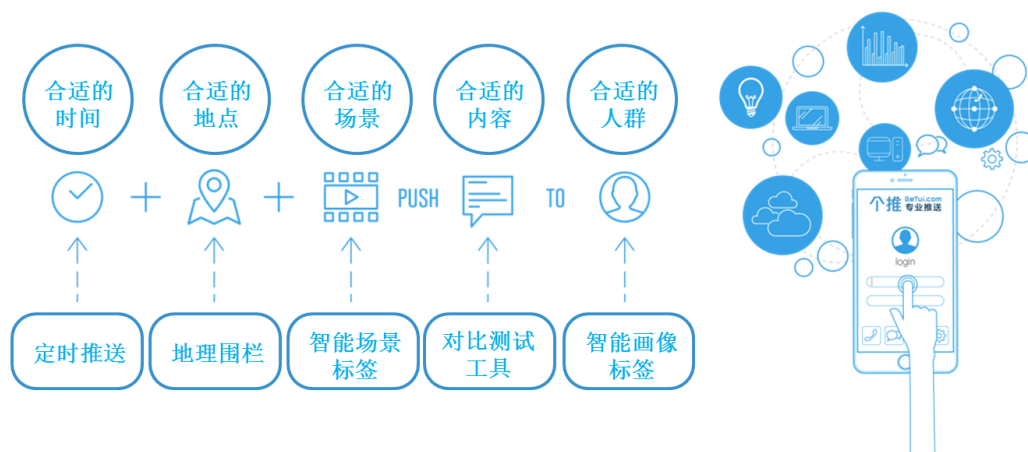 合适的
时间
合适的
地点
合适的
场景
合适的
内容
合适的
人群
PUSH
TO
定时推送
地理围栏
智能场景
标签
对比测试
工具
智能画像
标签
个推 GeTui.com
专业推送
login